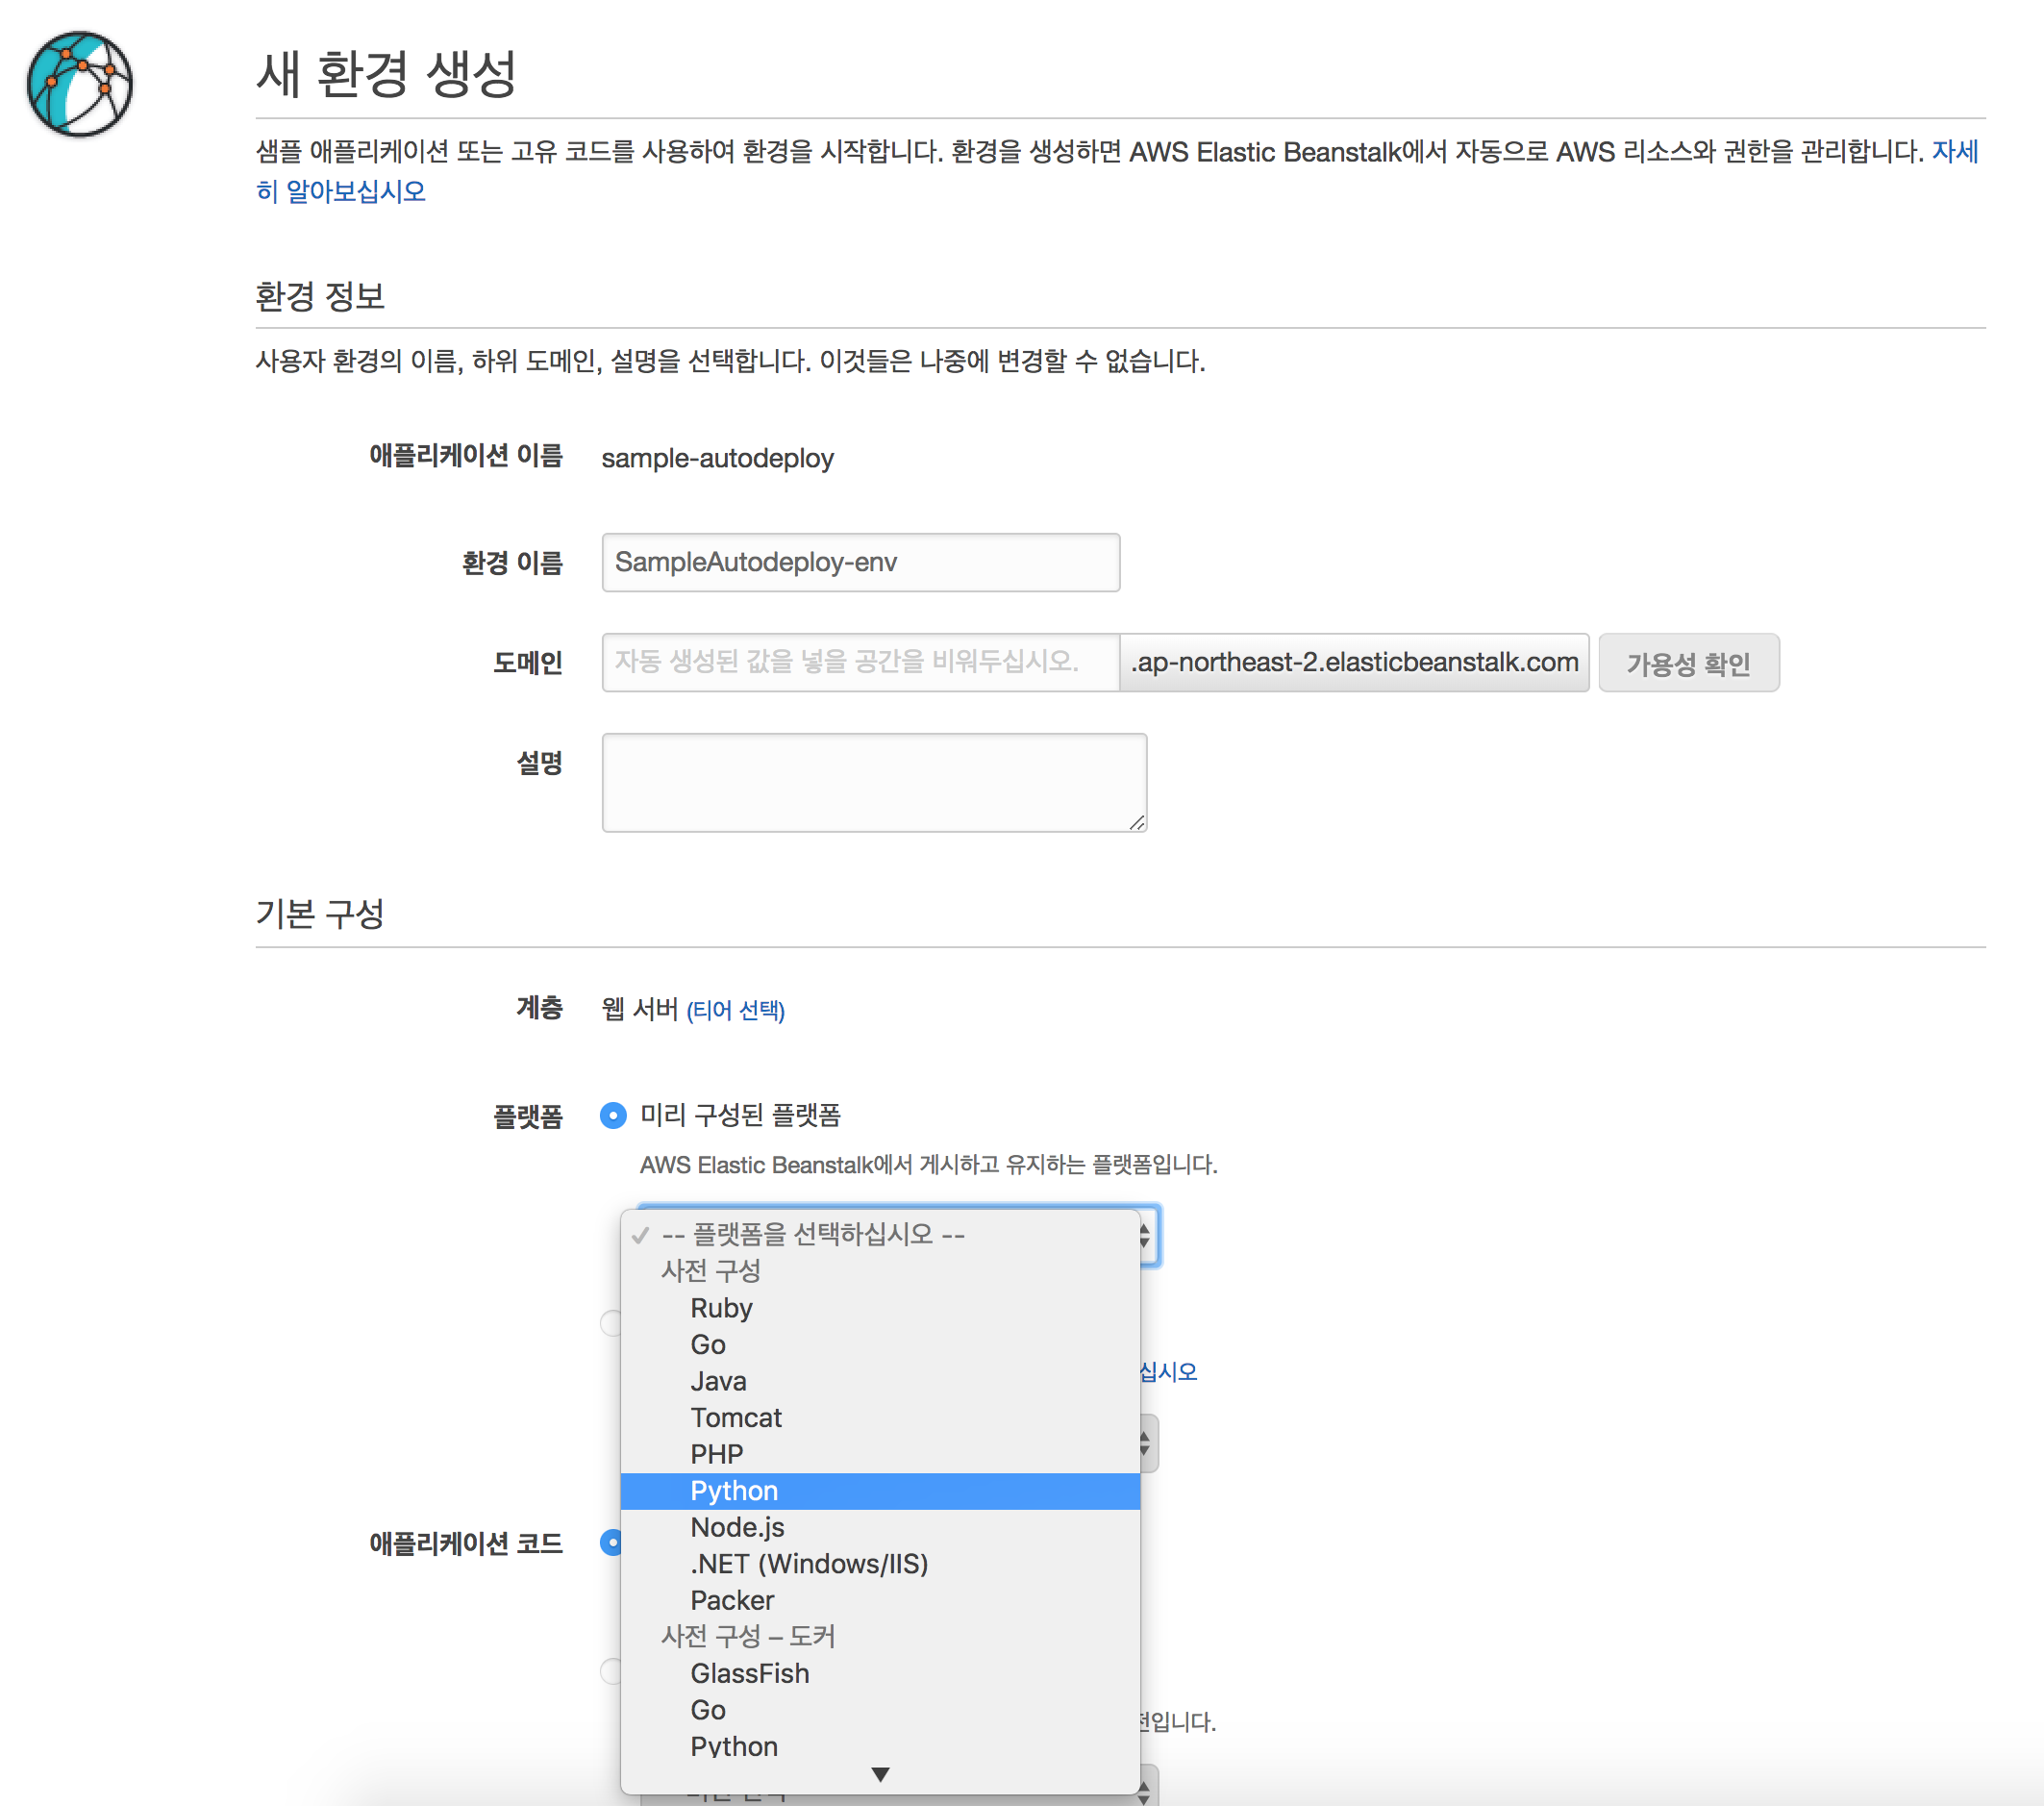 새 환경 생성
샘플 애플리케이션 또는 고유 코드를 사용하여 환경을 시작합니다. 환경을 생성하면 AWS Elastic Beanstalk에서 자동으로 AWS 리소스와 권한을 관리합니다. 자세
히 알아보십시오
환경 정보
사용자 환경의 이름, 하위 도메인, 설명을 선택합니다. 이것들은 나중에 변경할 수 없습니다.
애플리케이션 이름 sample-autodeploy
환경 이름 SampleAutodeploy-env
도메인 자동 생성된 값을 넣을 공간을 비워두십시오. .ap-northeast-2.elasticbeanstalk.com 가용성 확인
설명
기본 구성
계층 웹 서버 (티어 선택)
플랫폼 미리 구성된 플랫폼
AWS Elastic Beanstalk에서 게시하고 유지하는 플랫폼입니다.
-- 플랫폼을 선택하십시오 --
사전 구성
Ruby
Go
Java
십시오
Tomcat
PHP
Python
Node.js
애플리케이션 코드
.NET (Windows/IIS)
Packer
사전 구성 – 도커
GlassFish
Go
입니다.
Python